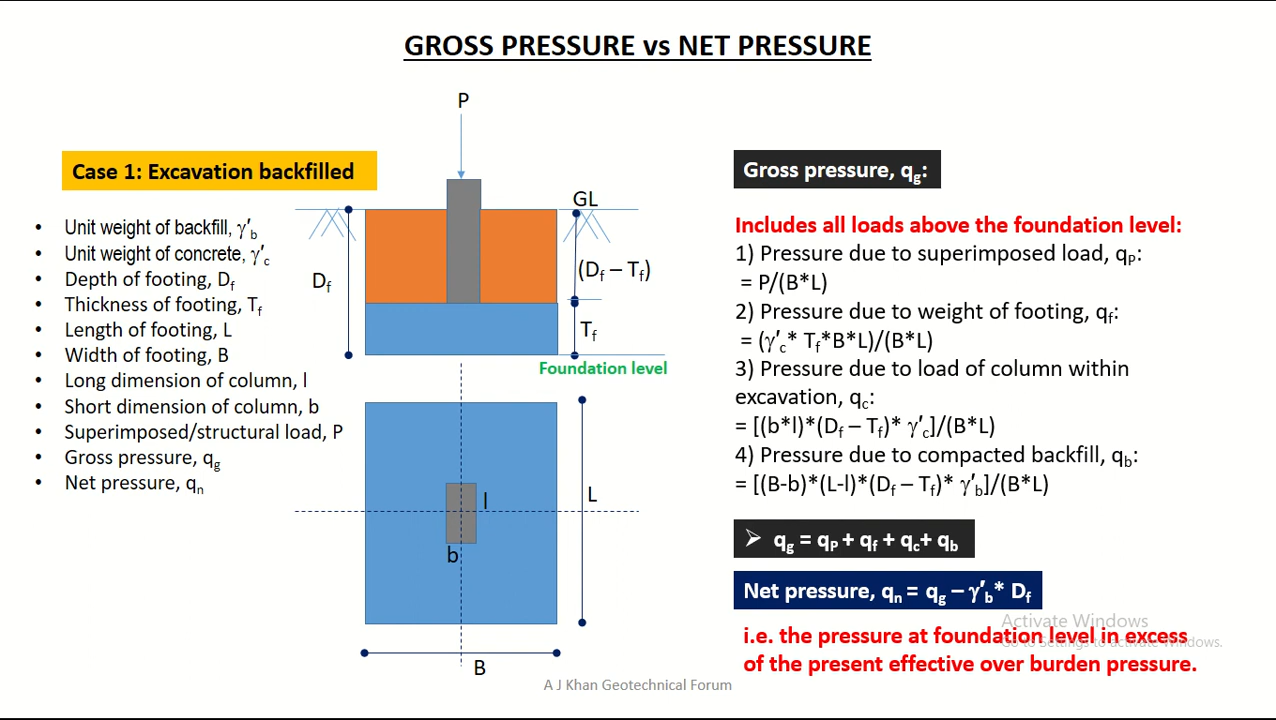 GROSS PRESSURE vs NET PRESSURE
Case 1: Excavation backfilled
• Unit weight of backfill, γ′b
• Unit weight of concrete, γ′c
• Depth of footing, Df
• Thickness of footing, Tf
• Length of footing, L
• Width of footing, B
• Long dimension of column, l
• Short dimension of column, b
• Superimposed/structural load, P
• Gross pressure, qg
• Net pressure, qn
P
GL
Df
(Df – Tf)
Tf
Foundation level
l
L
b
B
A J Khan Geotechnical Forum
Gross pressure, qg:
Includes all loads above the foundation level:
1) Pressure due to superimposed load, qP:
= P/(B*L)
2) Pressure due to weight of footing, qf:
= (γ′c* Tf*B*L)/(B*L)
3) Pressure due to load of column within
excavation, qc:
= [(b*l)*(Df – Tf)* γ′c]/(B*L)
4) Pressure due to compacted backfill, qb:
= [(B-b)*(L-l)*(Df – Tf)* γ′b]/(B*L)
➢ qg = qP + qf + qc+ qb
Net pressure, qn = qg – γ′b* Df
Activate Windows
Go to Settings to activate Windows.
i.e. the pressure at foundation level in excess
of the present effective over burden pressure.